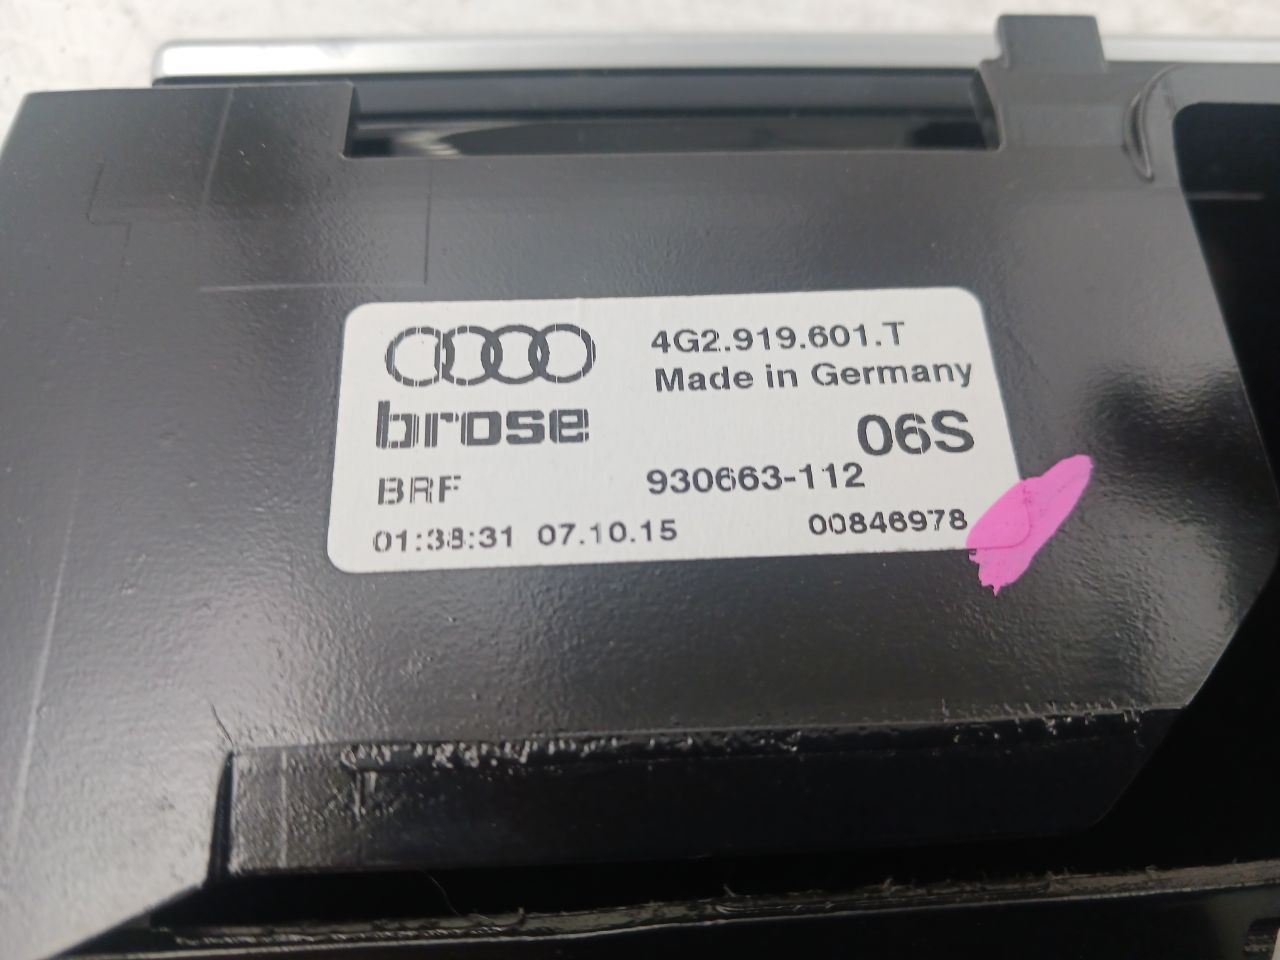 4G2.919.601.T
Made in Germany
brose
06S
BRF
930663-112
01:38:31 07.10.15
00846978